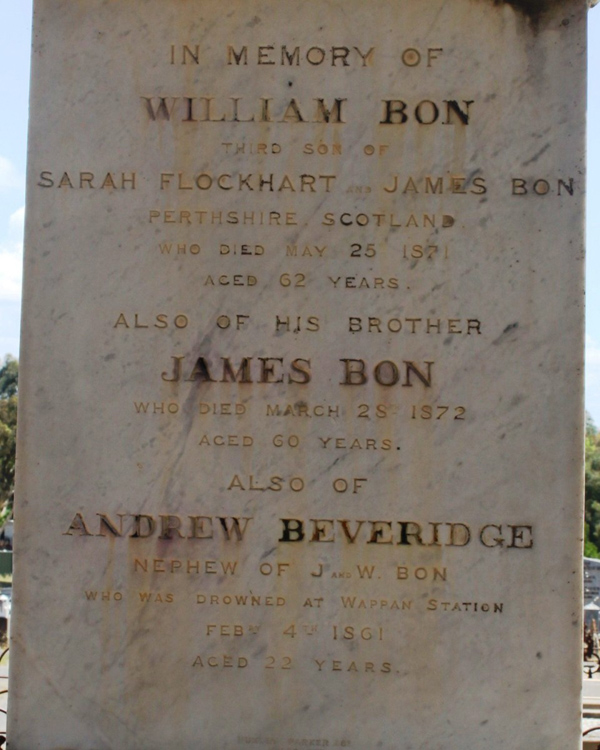 IN MEMORY OF
WILLIAM BON
THIRD SON OF
SARAH FLOCKHART AND JAMES BON
PERTHSHIRE, SCOTLAND.
WHO DIED MAY 25 1871
AGED 62 YEARS.
ALSO OF HIS BROTHER
JAMES BON
WHO DIED MARCH 28 1872
AGED 60 YEARS.
ALSO OF
ANDREW BEVERIDGE
NEPHEW OF J AND W. BON
WHO WAS DROWNED AT WAPPAN STATION
FEBY 4TH 1861
AGED 22 YEARS.